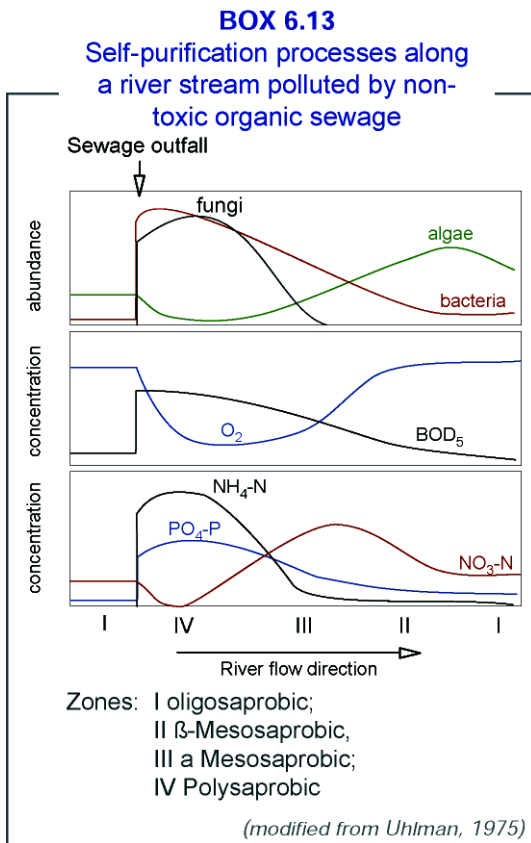 BOX 6.13
Self-purification processes along
a river stream polluted by non-
toxic organic sewage
Sewage outfall
fungi
algae
bacteria
abundance
O₂
BOD₅
concentration
NH₄-N
PO₄-P
NO₃-N
concentration
I IV III II I
River flow direction
Zones: I oligosaprobic;
II ß-Mesosaprobic,
III a Mesosaprobic;
IV Polysaprobic
(modified from Uhlman, 1975)